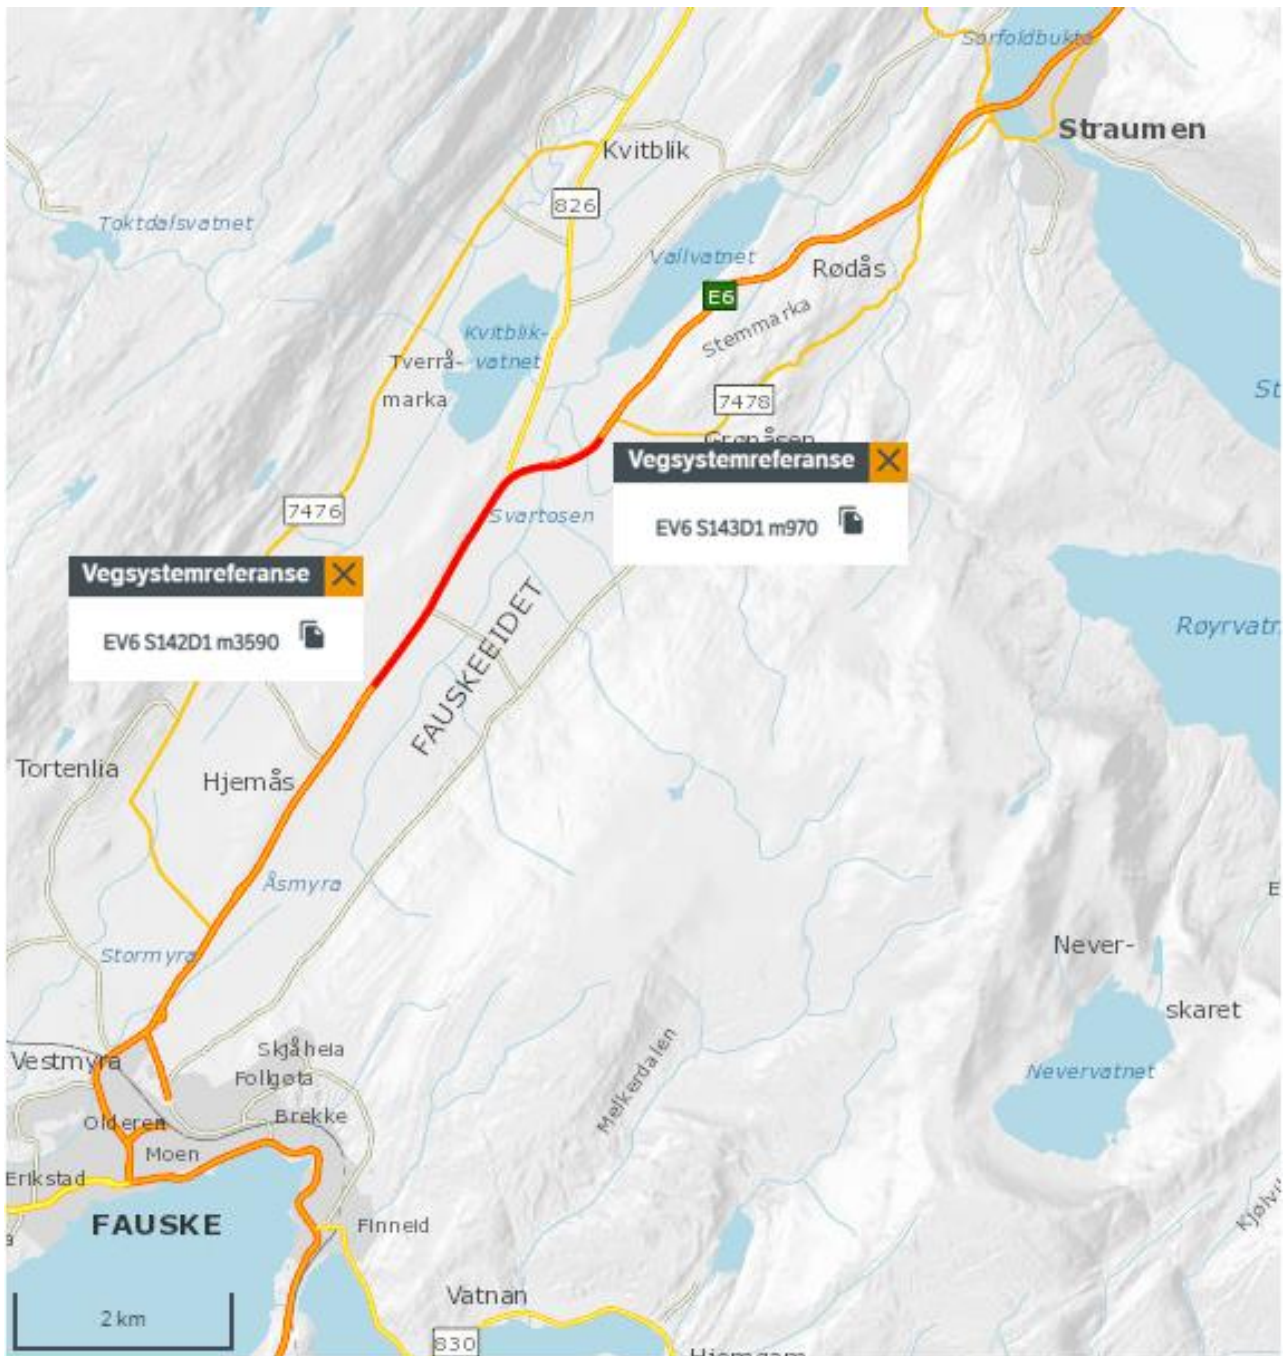 Sørfoldbukta
Straumen
Kvitblik
826
Toktdalsvatnet
Vallvatnet
Rødås
E6
Stemmarka
Kvitblik-
vatnet
Tverrå-
marka
7478
St
Grønåsen
Vegsystemreferanse
EV6 S143D1 m970
7476
Svartosen
Vegsystemreferanse
EV6 S142D1 m3590
FAUSKEEIDET
Røyrvatn
Tortenlia
Hjemås
Åsmyra
E
Stormyra
Never-
skaret
Vestmyra
Skjåheia
Follgota
Melkerdalen
Nevervatnet
Olderen
Brekke
Moen
Erikstad
FAUSKE
Finneid
a
Vatnan
2 km
830